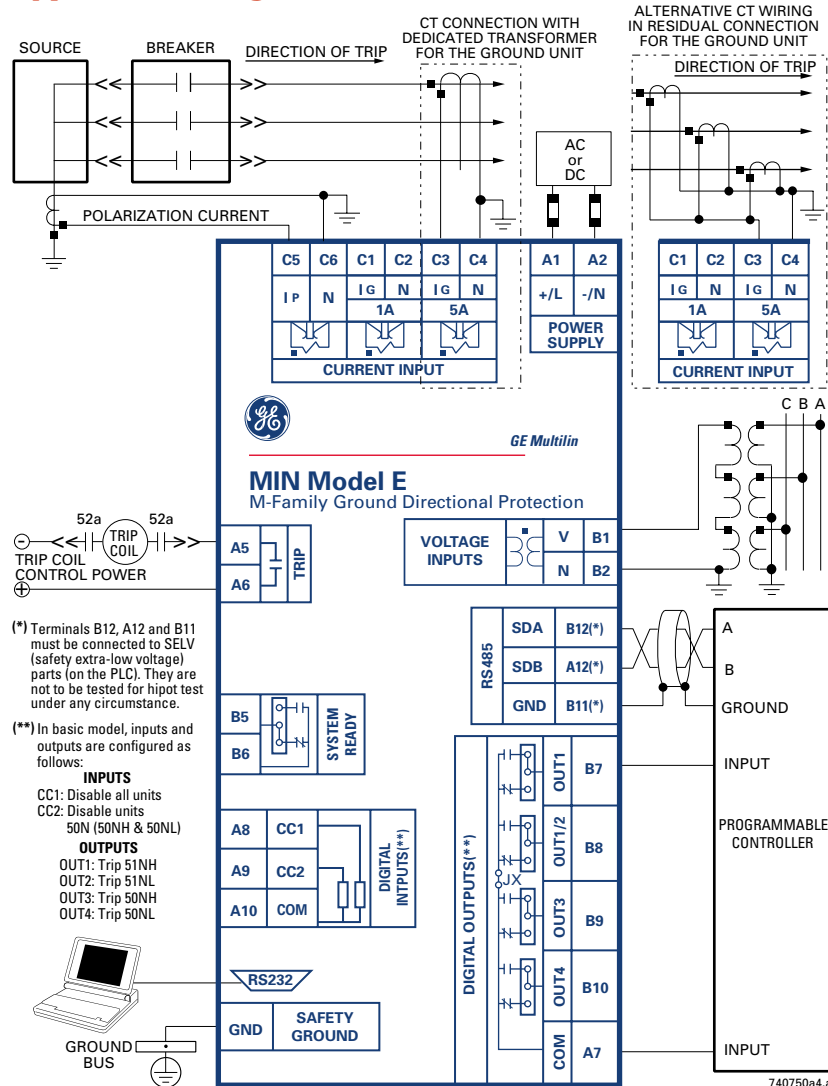 ALTERNATIVE CT WIRING
IN RESIDUAL CONNECTION
FOR THE GROUND UNIT
CT CONNECTION WITH
DEDICATED TRANSFORMER
FOR THE GROUND UNIT
SOURCE
BREAKER
DIRECTION OF TRIP
DIRECTION OF TRIP
AC
or
DC
POLARIZATION CURRENT
C5 C6 C1 C2 C3 C4
IP N IG N IG N
1A 5A
CURRENT INPUT
A1 A2
+/L -/N
POWER
SUPPLY
C1 C2 C3 C4
IG N IG N
1A 5A
CURRENT INPUT
C B A
GE
GE Multilin
MIN Model E
M-Family Ground Directional Protection
52a
TRIP
COIL
52a
TRIP COIL
CONTROL POWER
A5
A6
TRIP
VOLTAGE
INPUTS
V B1
N B2
(*) Terminals B12, A12 and B11
must be connected to SELV
(safety extra-low voltage)
parts (on the PLC). They are
not to be tested for hipot test
under any circumstance.
RS485
SDA B12(*)
SDB A12(*)
GND B11(*)
A
B
GROUND
INPUT
PROGRAMMABLE
CONTROLLER
INPUT
B5
B6
SYSTEM
READY
(**) In basic model, inputs and
outputs are configured as
follows:
INPUTS
CC1: Disable all units
CC2: Disable units
50N (50NH & 50NL)
OUTPUTS
OUT1: Trip 51NH
OUT2: Trip 51NL
OUT3: Trip 50NH
OUT4: Trip 50NL
A8 CC1
A9 CC2
A10 COM
DIGITAL
INTPUTS(**)
DIGITAL OUTPUTS(**)
JX
OUT1 B7
OUT1/2 B8
OUT3 B9
OUT4 B10
COM A7
RS232
GND
SAFETY
GROUND
GROUND
BUS